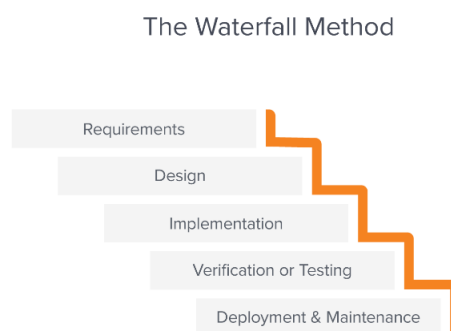 The Waterfall Method
Requirements
Design
Implementation
Verification or Testing
Deployment & Maintenance